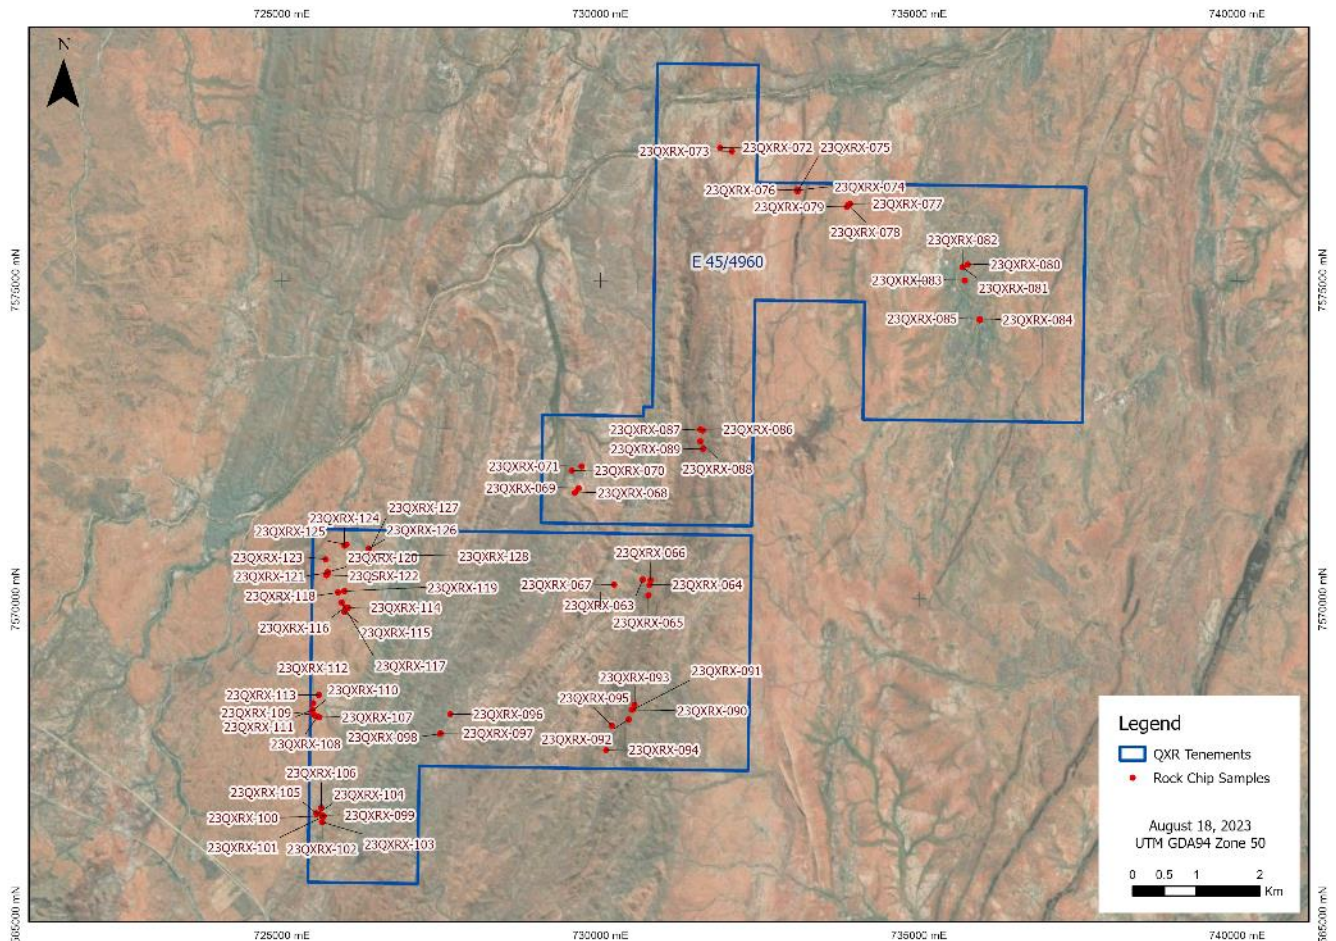 725000 mE
730000 mE
735000 mE
740000 mE
N
23QXRX-075
23QXRX-072
23QXRX-073
23QXRX-074
23QXRX-076
23QXRX-077
23QXRX-079
23QXRX-078
23QXRX-082
E 45/4960
23QXRX-080
7575000 mN
7575000 mN
23QXRX-083
23QXRX-081
23QXRX-085
23QXRX-084
23QXRX-087
23QXRX-086
23QXRX-089
23QXRX-088
23QXRX-071
23QXRX-070
23QXRX-069
23QXRX-068
23QXRX-127
23QXRX-124
23QXRX-126
23QXRX-125
23QXRX-128
23QXRX-123
23QXRX-120
23QXRX-121
23QSRX-122
23QXRX-066
23QXRX-067
23QXRX-064
23QXRX-118
23QXRX-119
23QXRX-063
23QXRX-114
23QXRX-065
7570000 mN
7570000 mN
23QXRX-116
23QXRX-115
23QXRX-117
23QXRX-112
23QXRX-091
23QXRX-093
23QXRX-113
23QXRX-110
23QXRX-095
23QXRX-090
23QXRX-109
23QXRX-107
23QXRX-096
23QXRX-111
23QXRX-108
23QXRX-098
23QXRX-097
23QXRX-092
23QXRX-094
23QXRX-106
23QXRX-105
23QXRX-104
23QXRX-100
23QXRX-099
23QXRX-101
23QXRX-102
23QXRX-103
Legend
QXR Tenements
Rock Chip Samples
August 18, 2023
UTM GDA94 Zone 50
0 0.5 1 2
Km
565000 mN
565000 mN
725000 mE
730000 mE
735000 mE
740000 mE